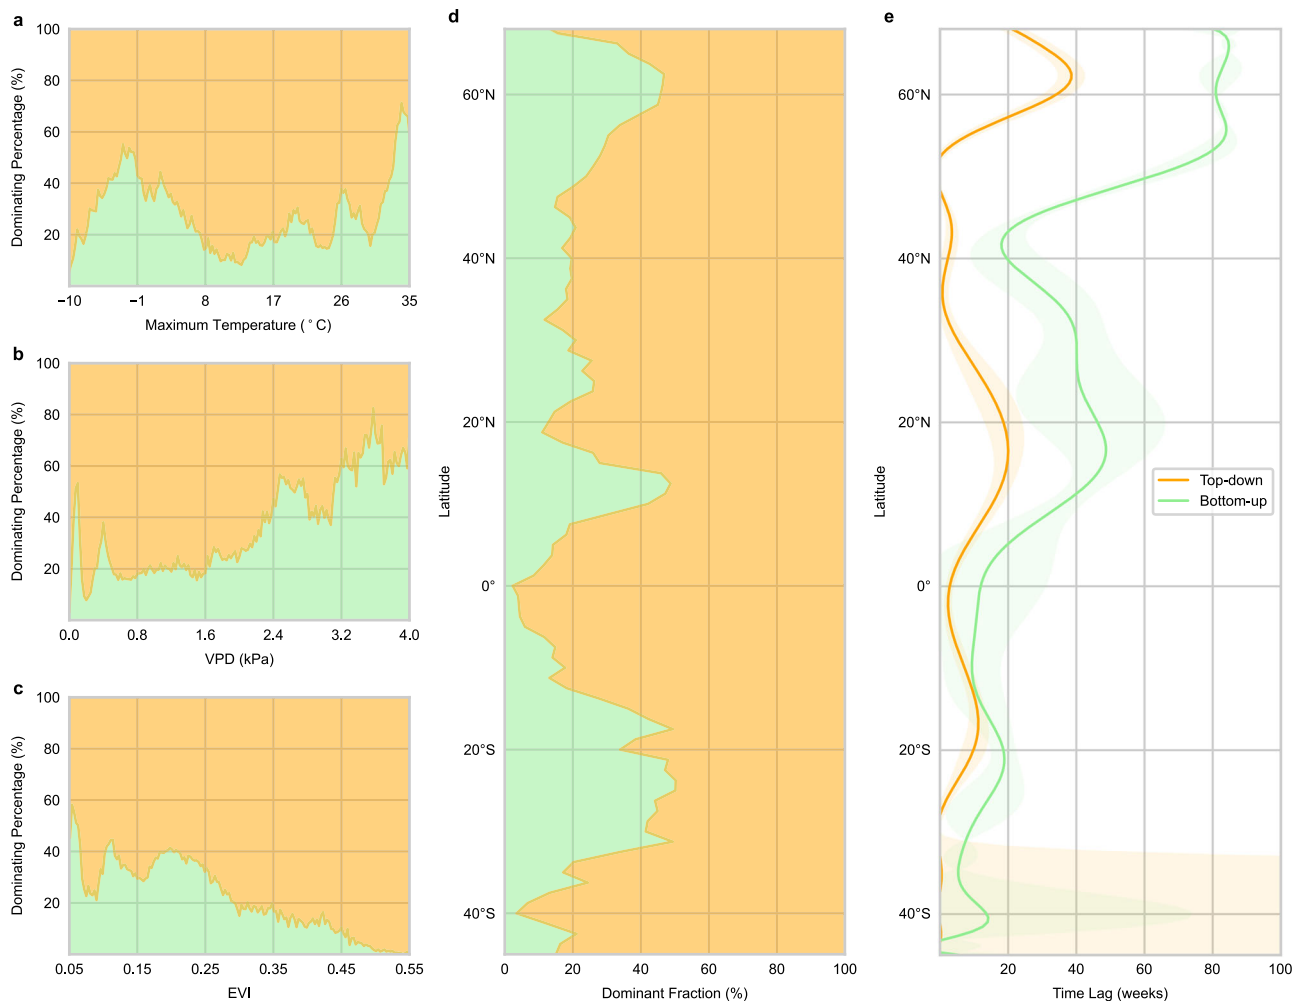 a
100
80
60
40
20
Dominating Percentage (%)
−10
−1
8
17
26
35
Maximum Temperature (°C)
b
100
80
60
40
20
Dominating Percentage (%)
0.0
0.8
1.6
2.4
3.2
4.0
VPD (kPa)
c
100
80
60
40
20
Dominating Percentage (%)
0.05
0.15
0.25
0.35
0.45
0.55
EVI
d
60°N
40°N
20°N
0°
20°S
40°S
Latitude
0
20
40
60
80
100
Dominant Fraction (%)
e
60°N
40°N
20°N
0°
20°S
40°S
Latitude
Top-down
Bottom-up
20
40
60
80
100
Time Lag (weeks)